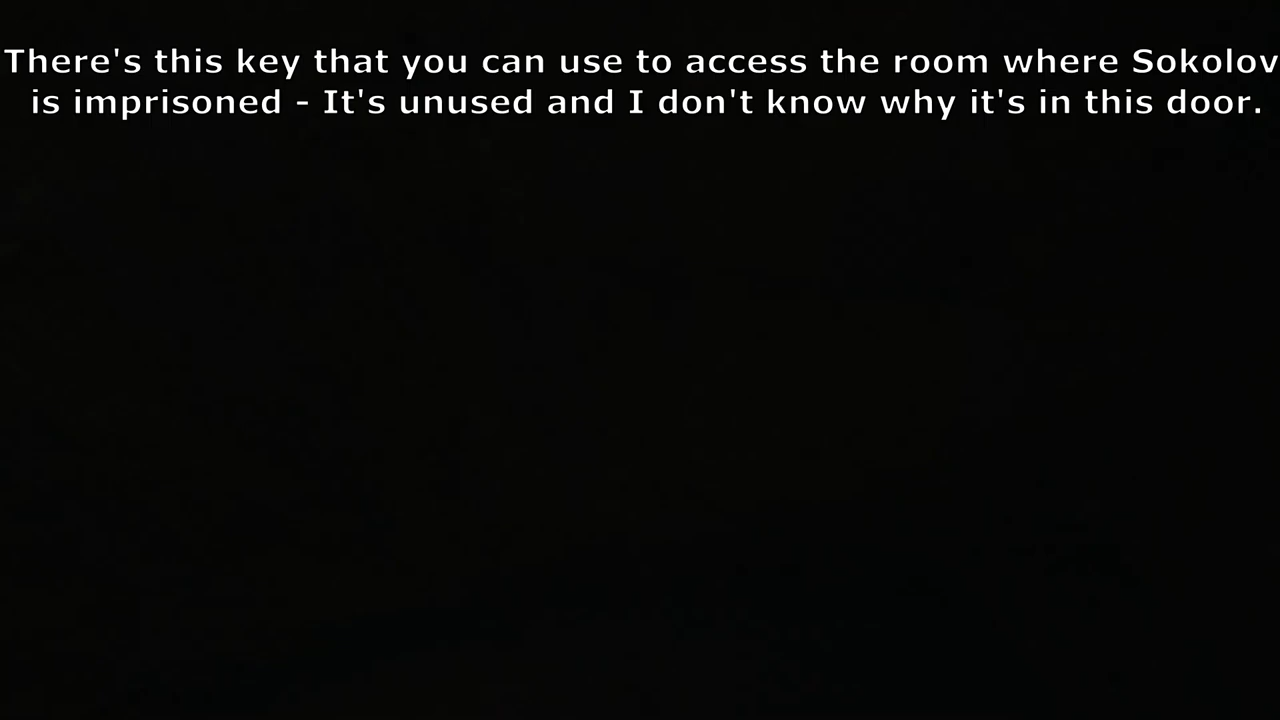 There's this key that you can use to access the room where Sokolov
is imprisoned - It's unused and I don't know why it's in this door.